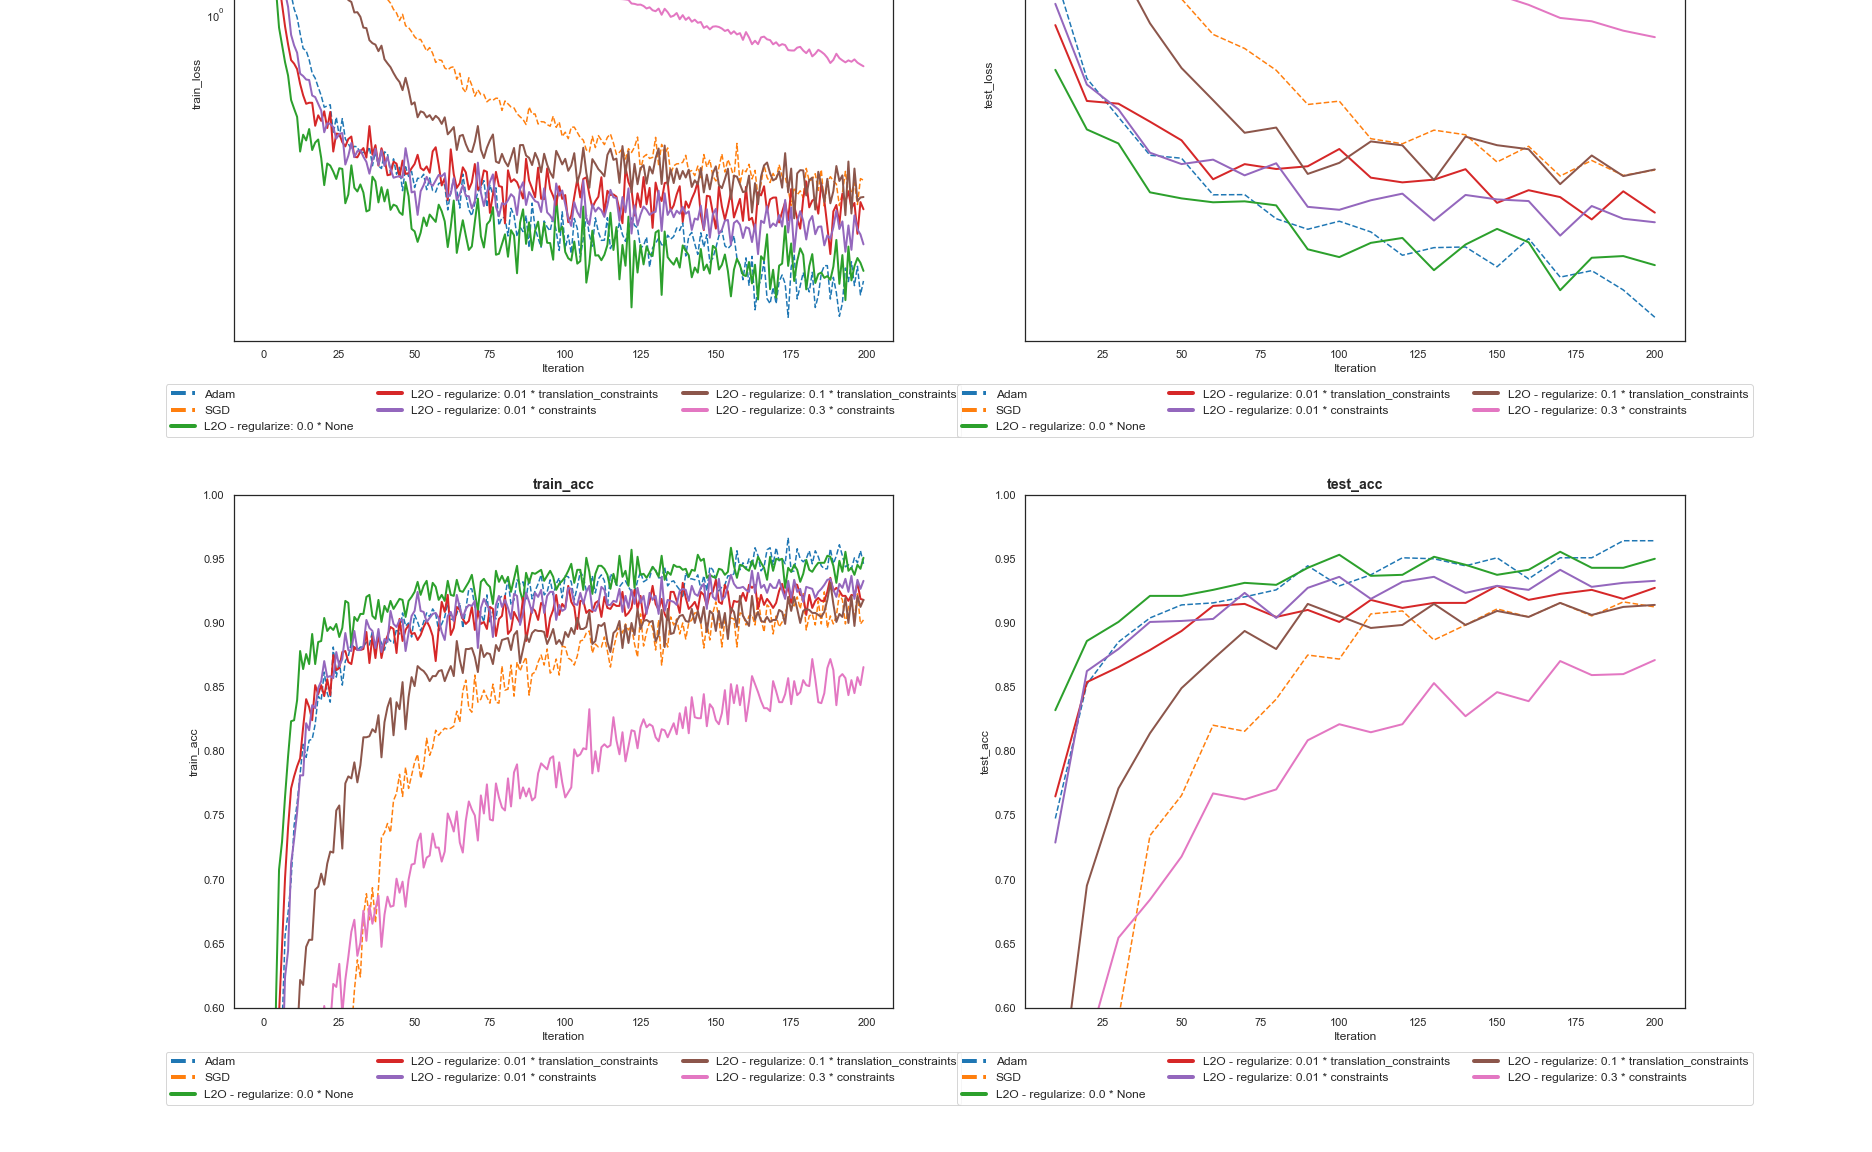 10^0
train_loss
0 25 50 75 100 125 150 175 200
Iteration
Adam
SGD
L2O - regularize: 0.0 * None
L2O - regularize: 0.01 * translation_constraints
L2O - regularize: 0.01 * constraints
L2O - regularize: 0.1 * translation_constraints
L2O - regularize: 0.3 * constraints
test_loss
25 50 75 100 125 150 175 200
Iteration
Adam
SGD
L2O - regularize: 0.0 * None
L2O - regularize: 0.01 * translation_constraints
L2O - regularize: 0.01 * constraints
L2O - regularize: 0.1 * translation_constraints
L2O - regularize: 0.3 * constraints
train_acc
1.00
0.95
0.90
0.85
0.80
0.75
0.70
0.65
0.60
train_acc
0 25 50 75 100 125 150 175 200
Iteration
Adam
SGD
L2O - regularize: 0.0 * None
L2O - regularize: 0.01 * translation_constraints
L2O - regularize: 0.01 * constraints
L2O - regularize: 0.1 * translation_constraints
L2O - regularize: 0.3 * constraints
test_acc
1.00
0.95
0.90
0.85
0.80
0.75
0.70
0.65
0.60
test_acc
25 50 75 100 125 150 175 200
Iteration
Adam
SGD
L2O - regularize: 0.0 * None
L2O - regularize: 0.01 * translation_constraints
L2O - regularize: 0.01 * constraints
L2O - regularize: 0.1 * translation_constraints
L2O - regularize: 0.3 * constraints